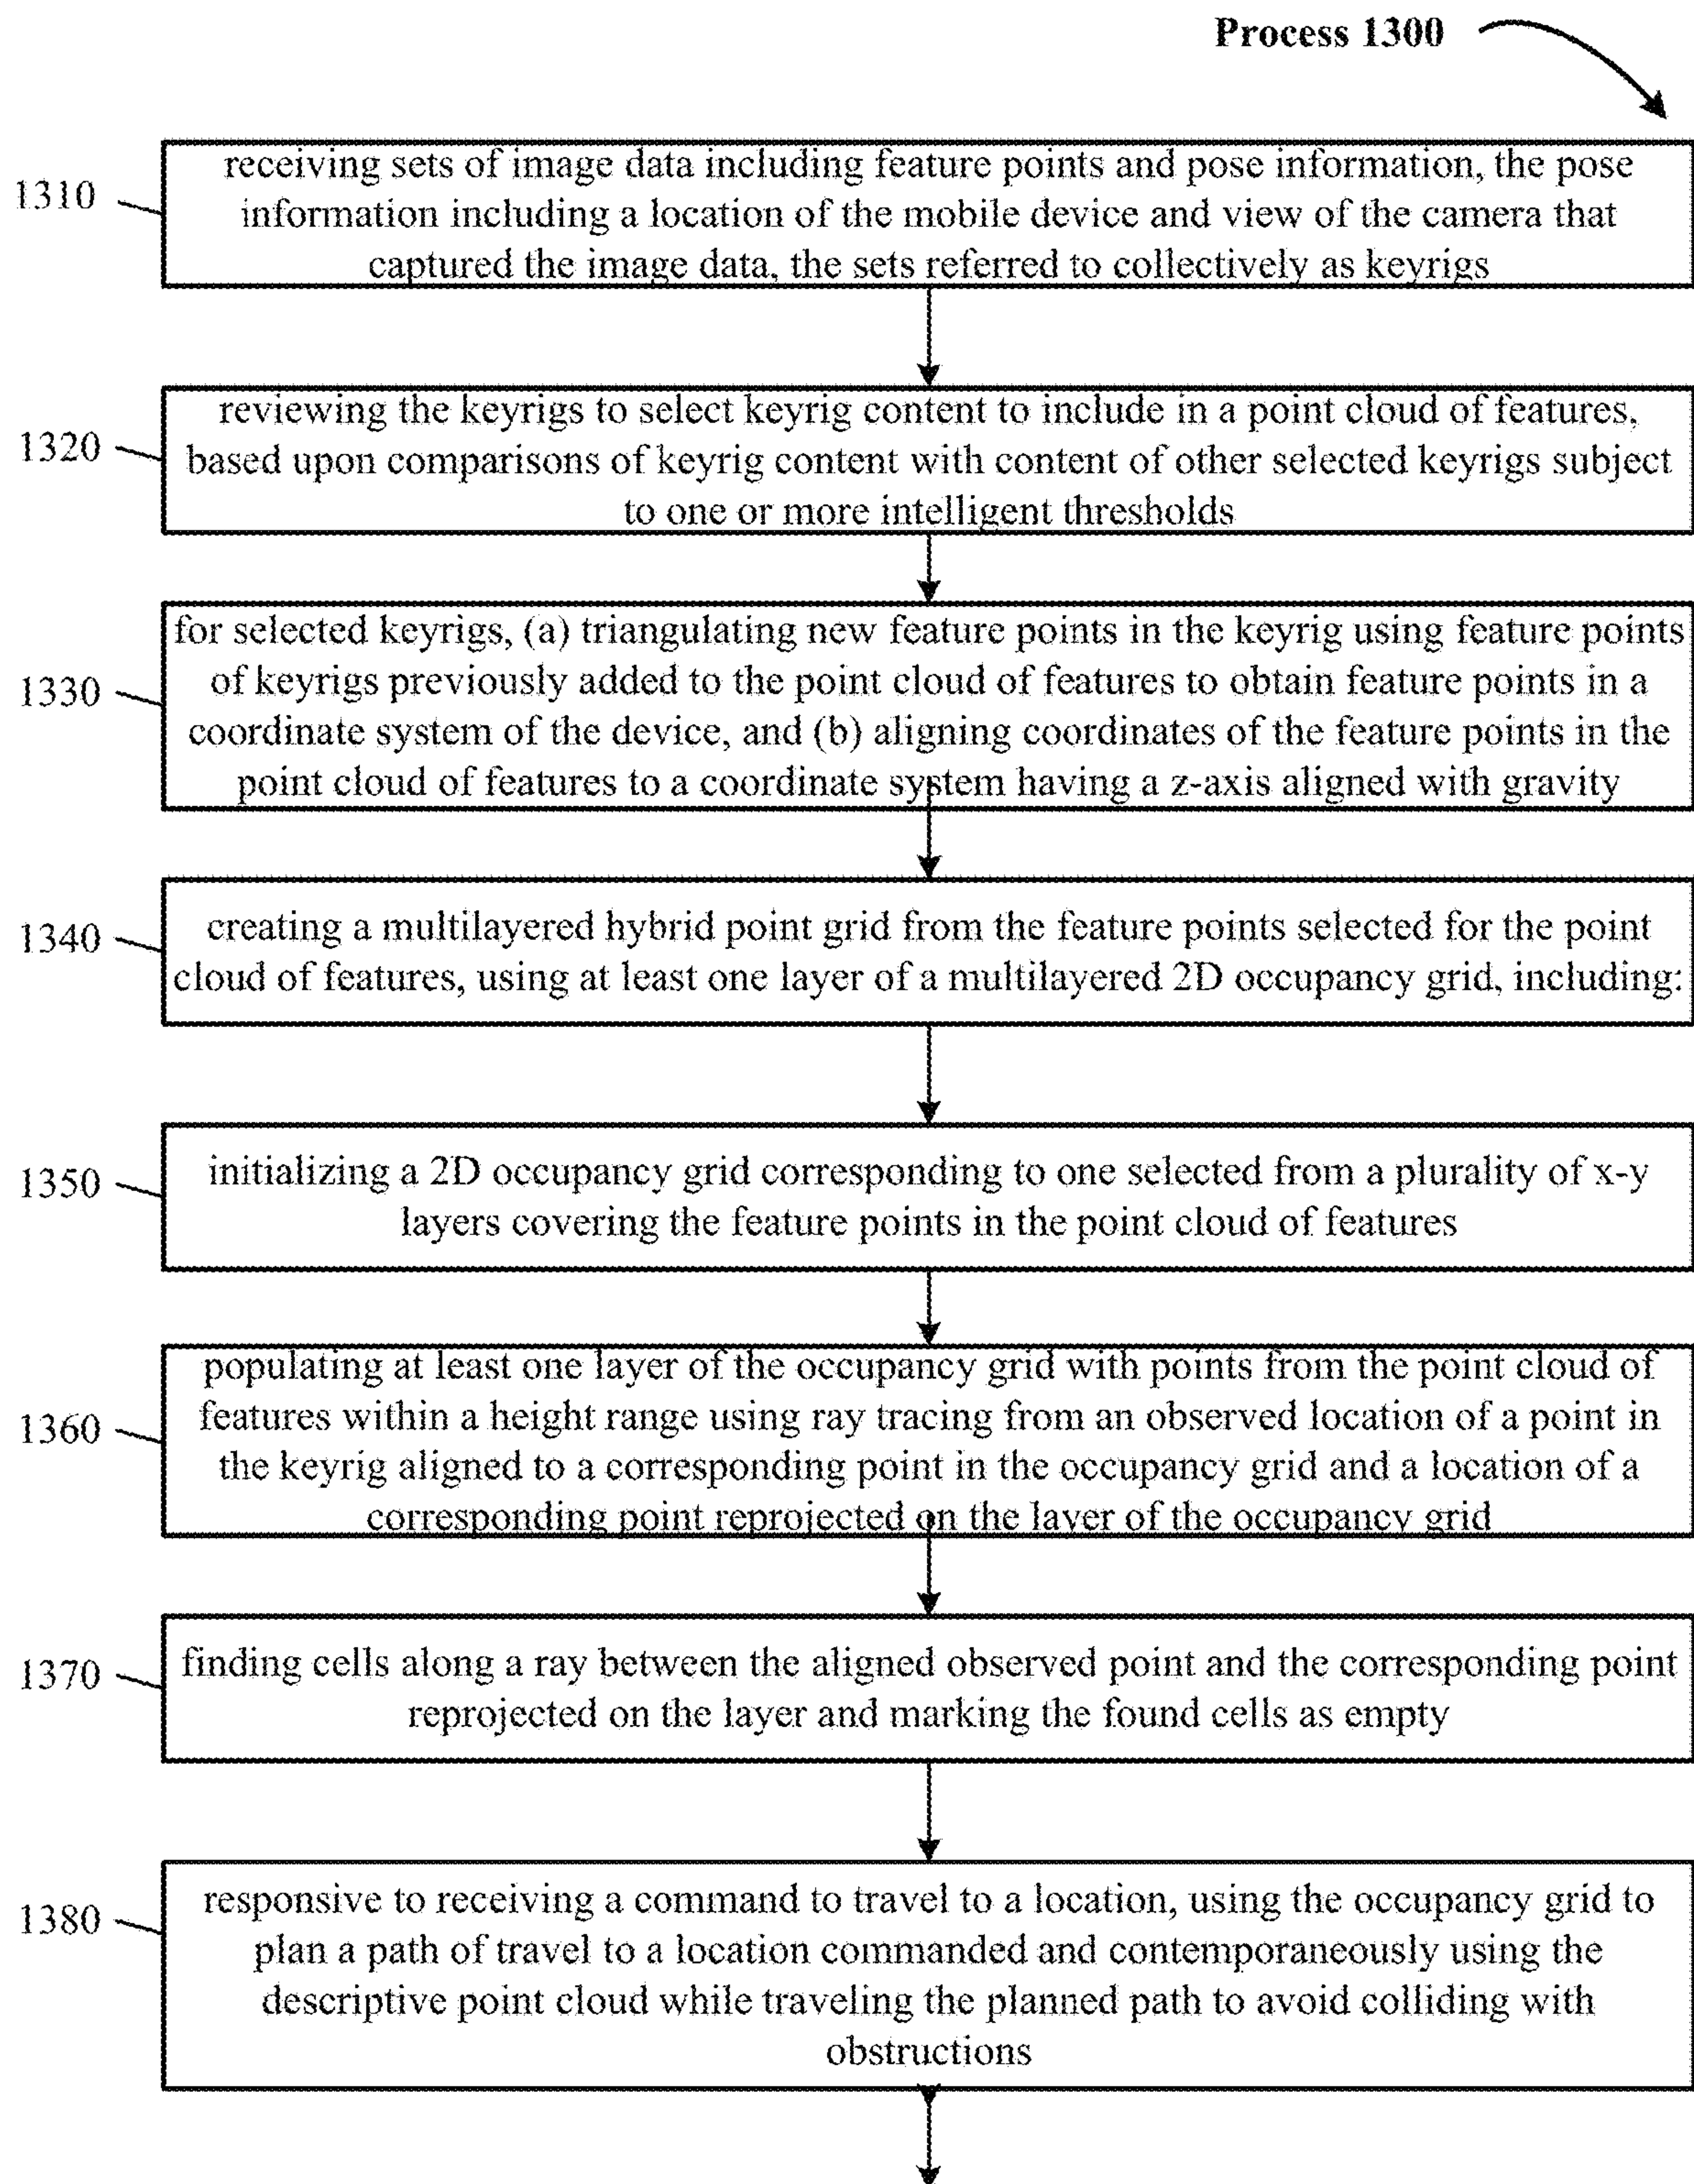 Process 1300
1310
receiving sets of image data including feature points and pose information, the pose
information including a location of the mobile device and view of the camera that
captured the image data, the sets referred to collectively as keyrigs
1320
reviewing the keyrigs to select keyrig content to include in a point cloud of features,
based upon comparisons of keyrig content with content of other selected keyrigs subject
to one or more intelligent thresholds
1330
for selected keyrigs, (a) triangulating new feature points in the keyrig using feature points
of keyrigs previously added to the point cloud of features to obtain feature points in a
coordinate system of the device, and (b) aligning coordinates of the feature points in the
point cloud of features to a coordinate system having a z-axis aligned with gravity
1340
creating a multilayered hybrid point grid from the feature points selected for the point
cloud of features, using at least one layer of a multilayered 2D occupancy grid, including:
1350
initializing a 2D occupancy grid corresponding to one selected from a plurality of x-y
layers covering the feature points in the point cloud of features
1360
populating at least one layer of the occupancy grid with points from the point cloud of
features within a height range using ray tracing from an observed location of a point in
the keyrig aligned to a corresponding point in the occupancy grid and a location of a
corresponding point reprojected on the layer of the occupancy grid
1370
finding cells along a ray between the aligned observed point and the corresponding point
reprojected on the layer and marking the found cells as empty
1380
responsive to receiving a command to travel to a location, using the occupancy grid to
plan a path of travel to a location commanded and contemporaneously using the
descriptive point cloud while traveling the planned path to avoid colliding with
obstructions